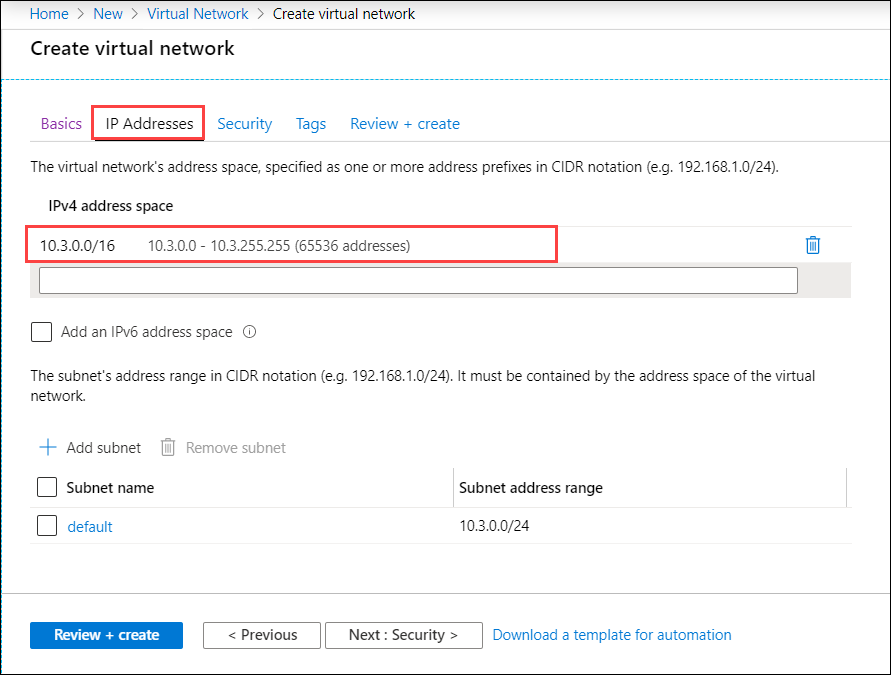 Home > New > Virtual Network > Create virtual network
Create virtual network
Basics IP Addresses Security Tags Review + create
The virtual network's address space, specified as one or more address prefixes in CIDR notation (e.g. 192.168.1.0/24).
IPv4 address space
10.3.0.0/16 10.3.0.0 - 10.3.255.255 (65536 addresses)
Add an IPv6 address space
The subnet's address range in CIDR notation (e.g. 192.168.1.0/24). It must be contained by the address space of the virtual
network.
Add subnet Remove subnet
Subnet name Subnet address range
default 10.3.0.0/24
Review + create < Previous Next : Security > Download a template for automation